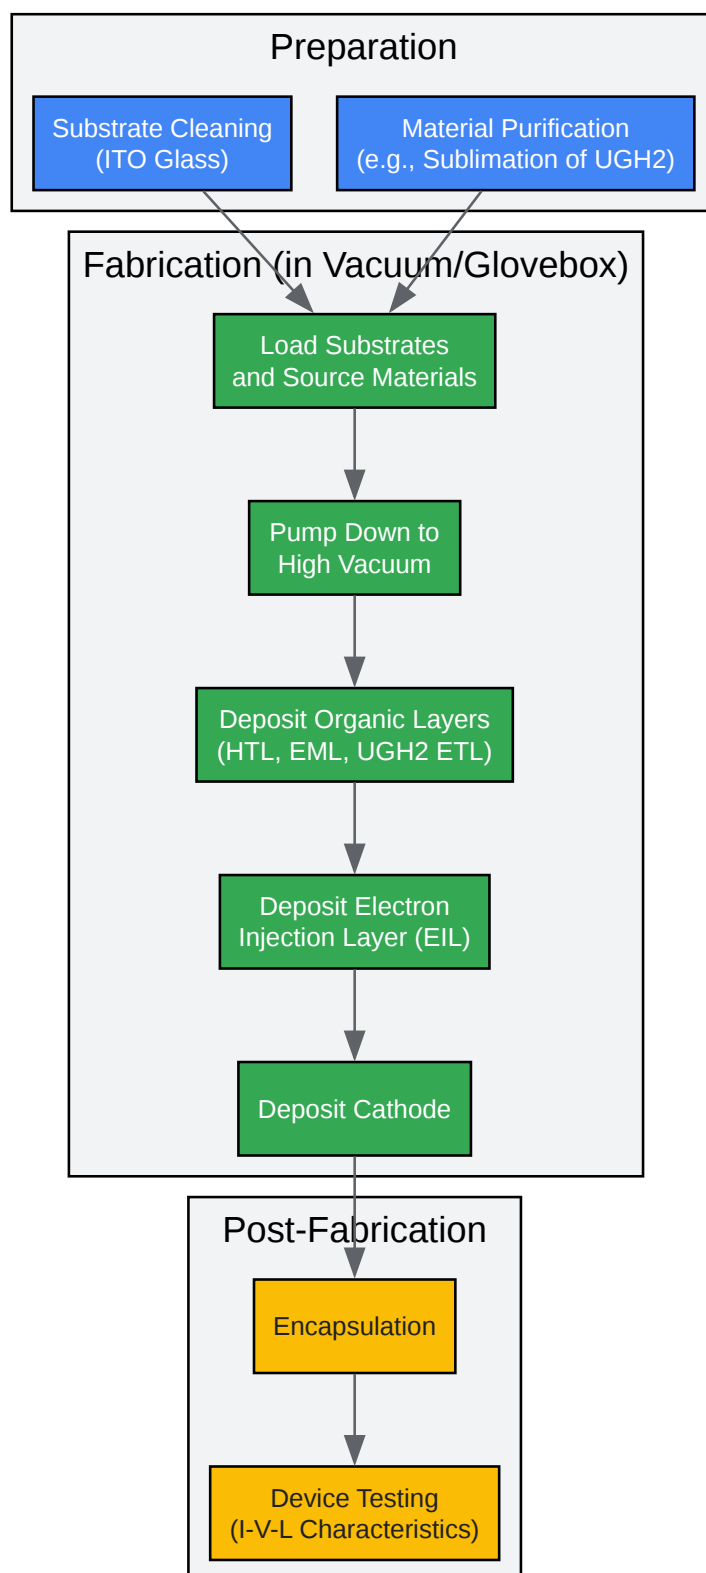 Preparation
Substrate Cleaning
(ITO Glass)
Material Purification
(e.g., Sublimation of UGH2)
Fabrication (in Vacuum/Glovebox)
Load Substrates
and Source Materials
Pump Down to
High Vacuum
Deposit Organic Layers
(HTL, EML, UGH2 ETL)
Deposit Electron
Injection Layer (EIL)
Deposit Cathode
Post-Fabrication
Encapsulation
Device Testing
(I-V-L Characteristics)